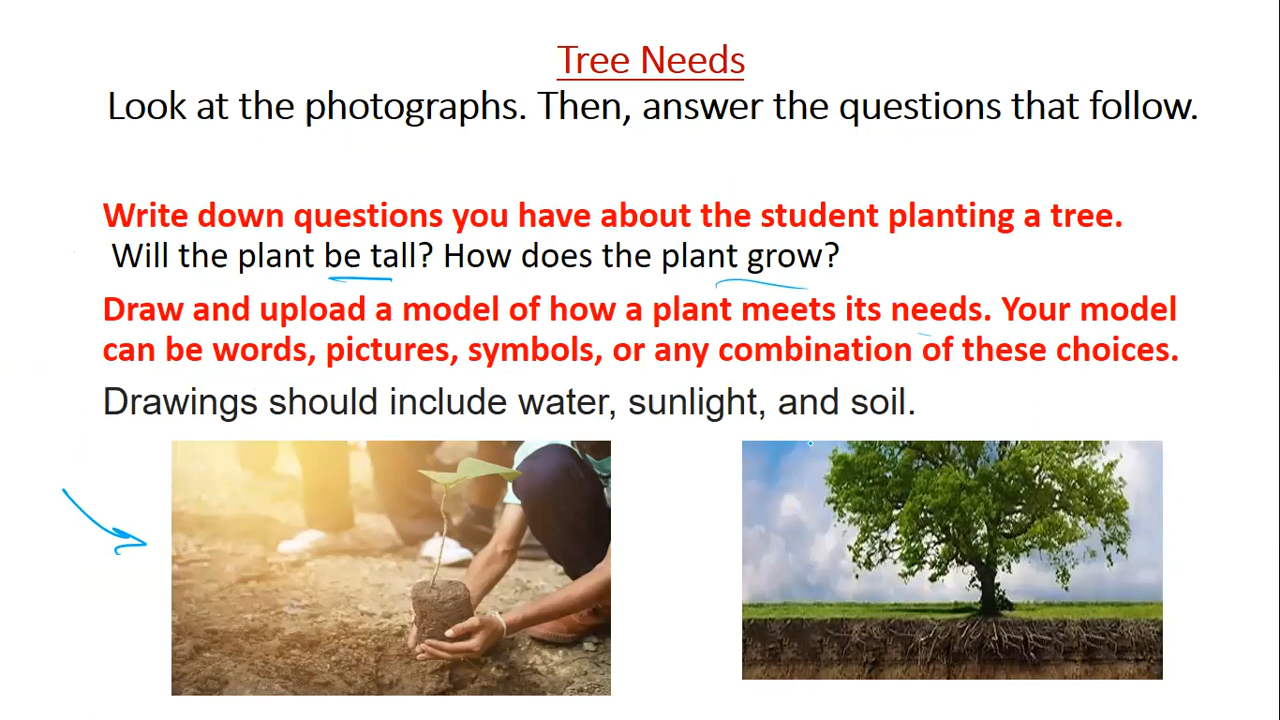 Tree Needs
Look at the photographs. Then, answer the questions that follow.
Write down questions you have about the student planting a tree.
Will the plant be tall? How does the plant grow?
Draw and upload a model of how a plant meets its needs. Your model
can be words, pictures, symbols, or any combination of these choices.
Drawings should include water, sunlight, and soil.